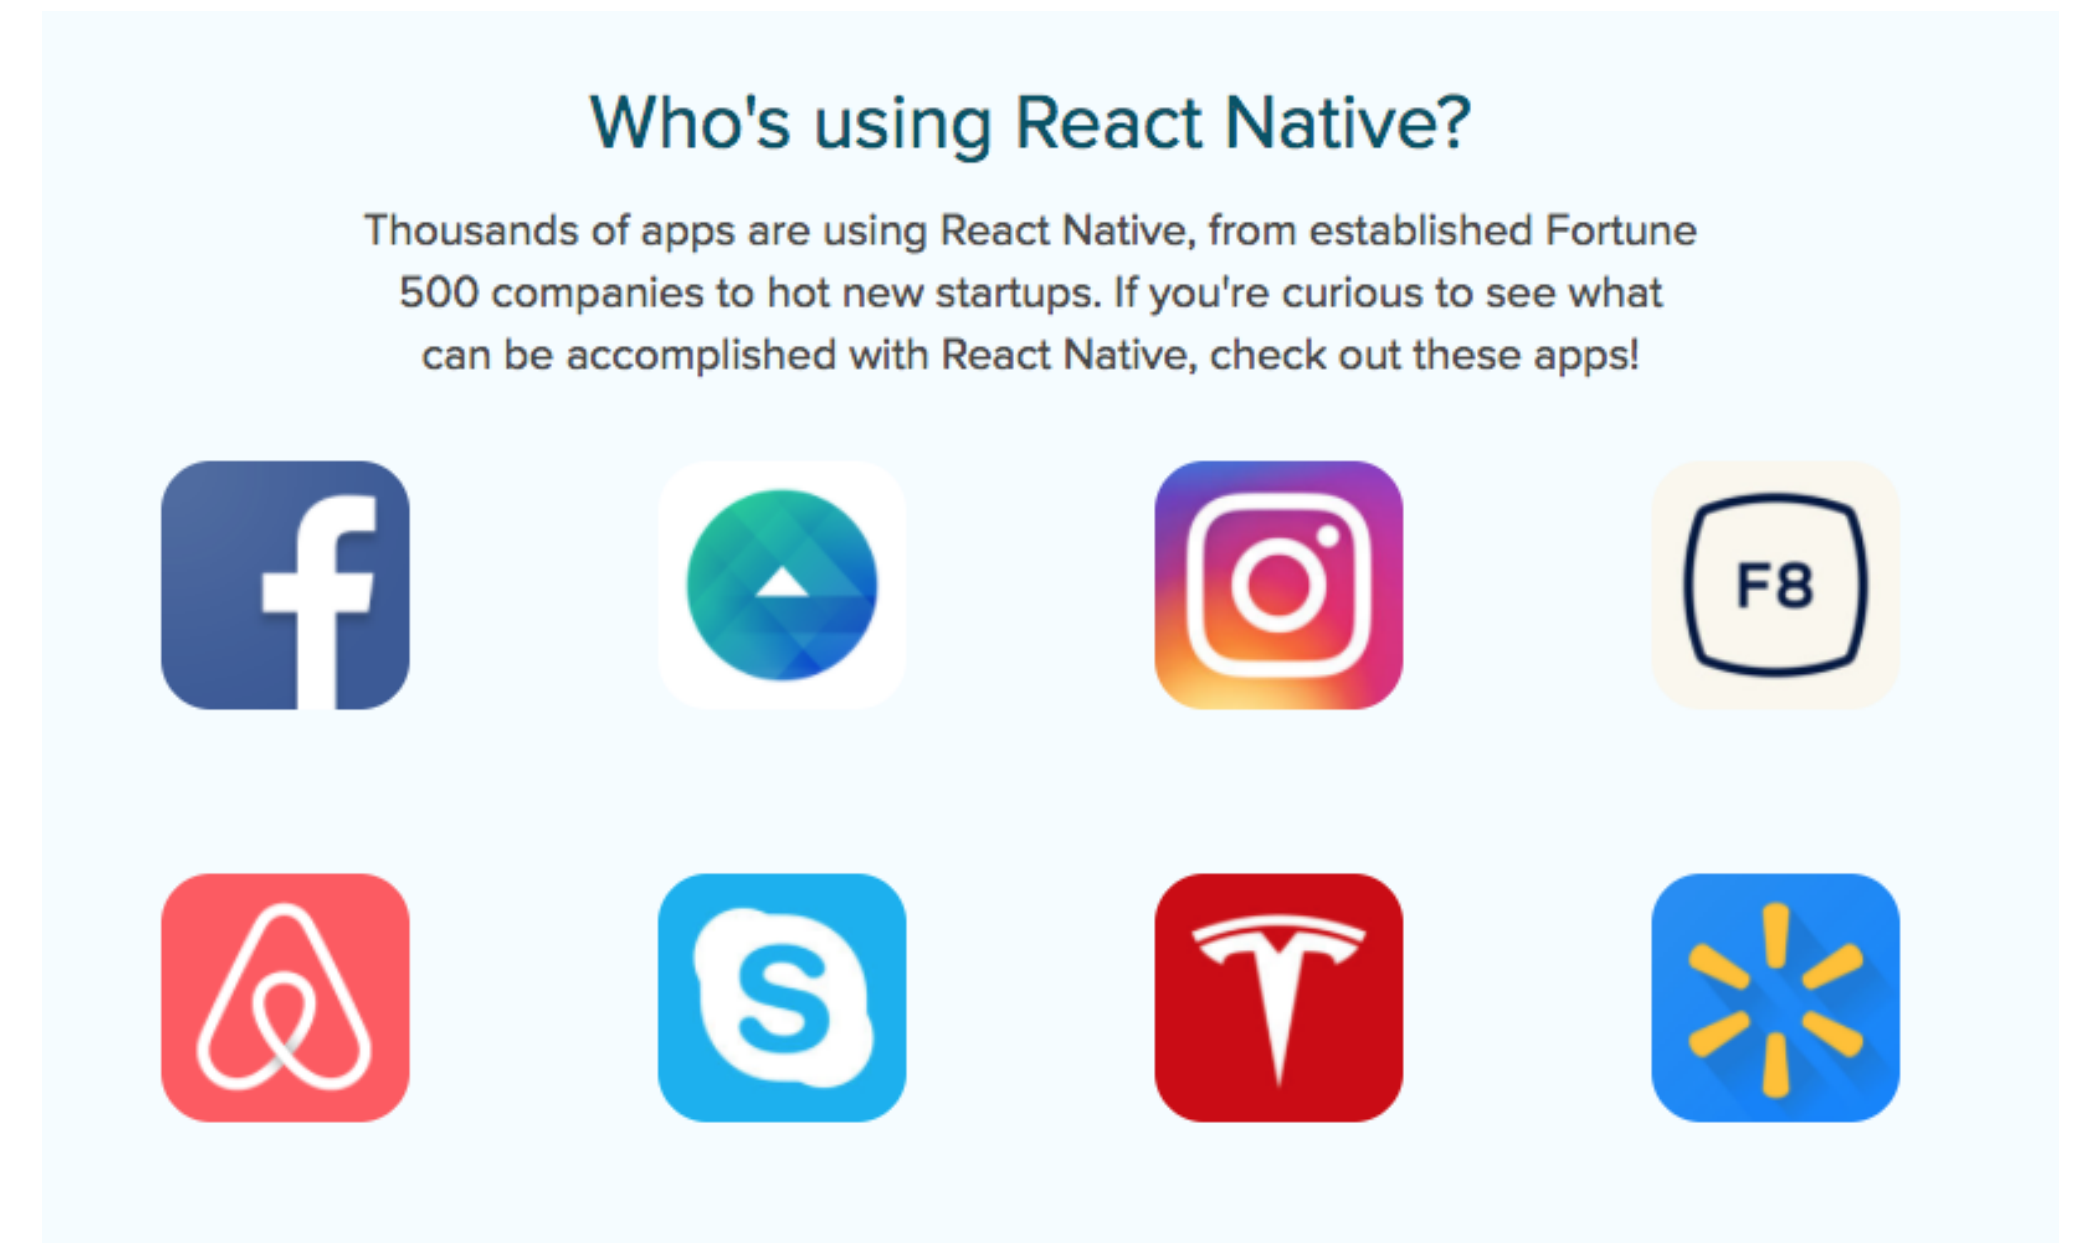 Who's using React Native?
Thousands of apps are using React Native, from established Fortune
500 companies to hot new startups. If you're curious to see what
can be accomplished with React Native, check out these apps!
f
F8
S
T